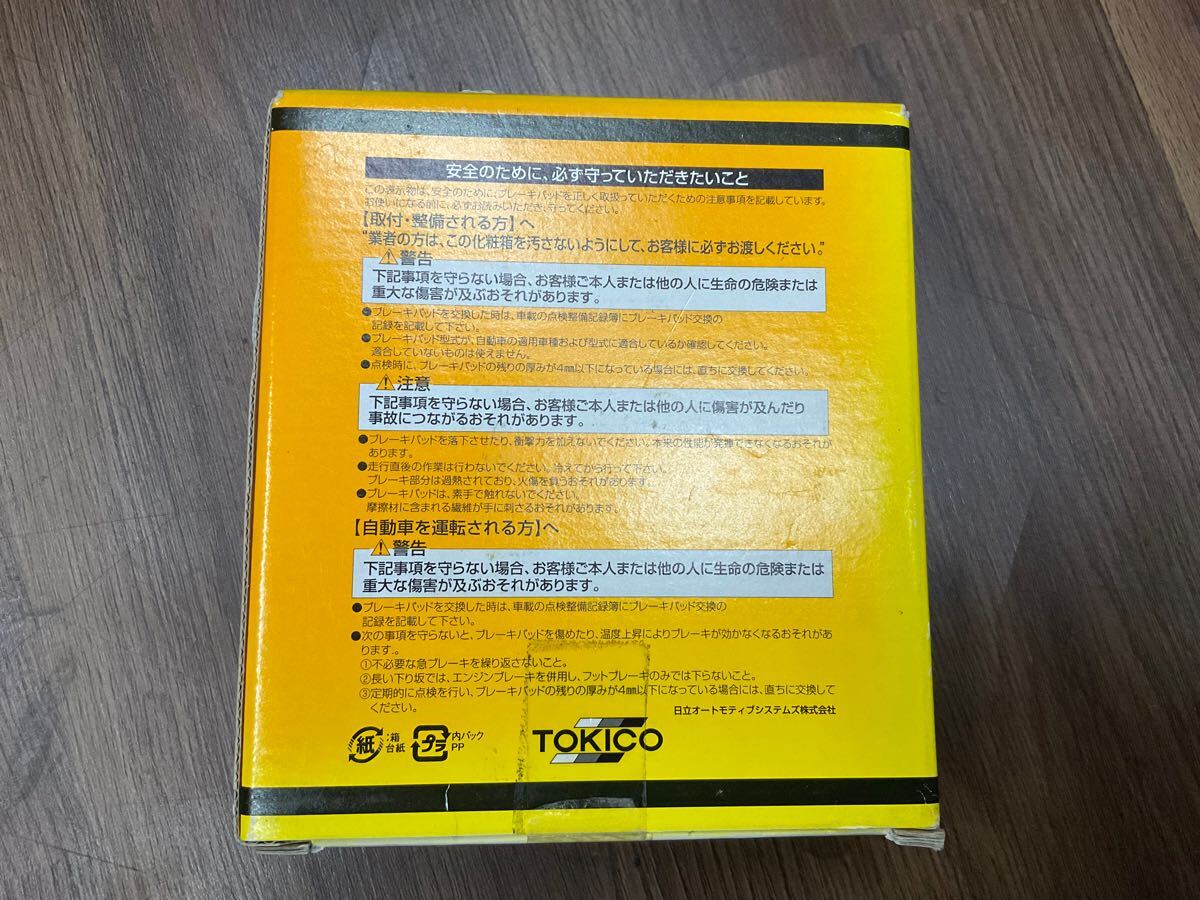 安全のために、必ず守っていただきたいこと
この表示物は、安全のために、ブレーキパッドを正しく取扱っていただくための注意事項を記載しています。
お使いになる前に、必ずお読みいただき、守ってください。
【取付・整備される方】へ
"業者の方は、この化粧箱を汚さないようにして、お客様に必ずお渡しください。"
⚠警告
下記事項を守らない場合、お客様ご本人または他の人に生命の危険または
重大な傷害が及ぶおそれがあります。
●ブレーキパッドを交換した時は、車載の点検整備記録簿にブレーキパッド交換の
記録を記載して下さい。
●ブレーキパッド型式が、自動車の適用車種および型式に適合しているか確認してください。
適合していないものは使えません。
●点検時に、ブレーキパッドの残りの厚みが4㎜以下になっている場合には、直ちに交換してください。
⚠注意
下記事項を守らない場合、お客様ご本人または他の人に傷害が及んだり
事故につながるおそれがあります。
●ブレーキパッドを落下させたり、衝撃力を加えないでください。本来の性能が発揮できなくなるおそれが
あります。
●走行直後の作業は行わないでください。冷えてから行って下さい。
ブレーキ部分は過熱されており、火傷を負うおそれがあります。
●ブレーキパッドは、素手で触れないでください。
摩擦材に含まれる繊維が手に刺さるおそれがあります。
【自動車を運転される方】へ
⚠警告
下記事項を守らない場合、お客様ご本人または他の人に生命の危険または
重大な傷害が及ぶおそれがあります。
●ブレーキパッドを交換した時は、車載の点検整備記録簿にブレーキパッド交換の
記録を記載して下さい。
●次の事項を守らないと、ブレーキパッドを傷めたり、温度上昇によりブレーキが効かなくなるおそれがあ
ります.。
①不必要な急ブレーキを繰り返さないこと。
②長い下り坂では、エンジンブレーキを併用し、フットブレーキのみでは下らないこと。
③定期的に点検を行い、ブレーキパッドの残りの厚みが4㎜以下になっている場合には、直ちに交換して
ください。
日立オートモティブシステムズ株式会社
紙
:箱
台紙
プラ
内パック
PP
TOKICO